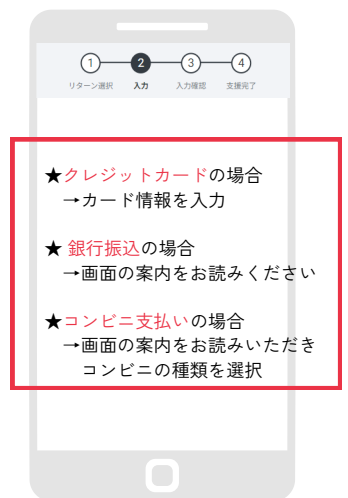 1 2 3 4
リターン選択 入力 入力確認 支援完了
★クレジットカードの場合
→カード情報を入力
★ 銀行振込の場合
→画面の案内をお読みください
★コンビニ支払いの場合
→画面の案内をお読みいただき
コンビニの種類を選択